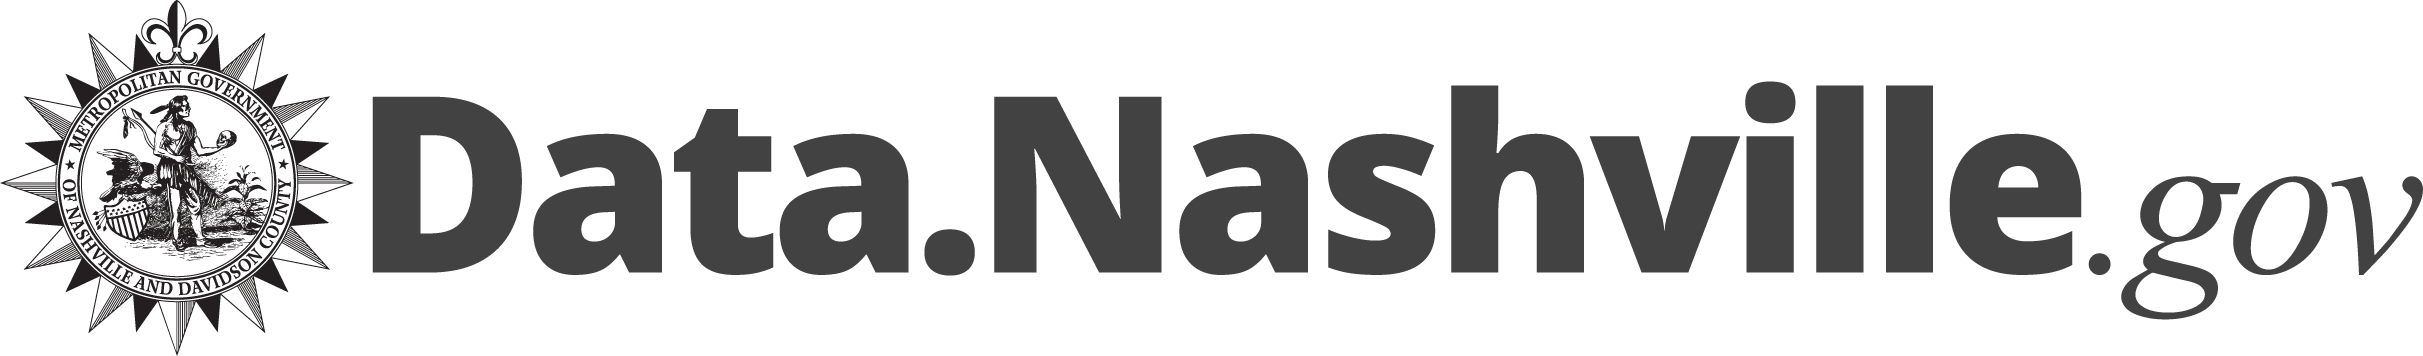 METROPOLITAN GOVERNMENT
OF NASHVILLE AND DAVIDSON COUNTY
Data.Nashville.gov